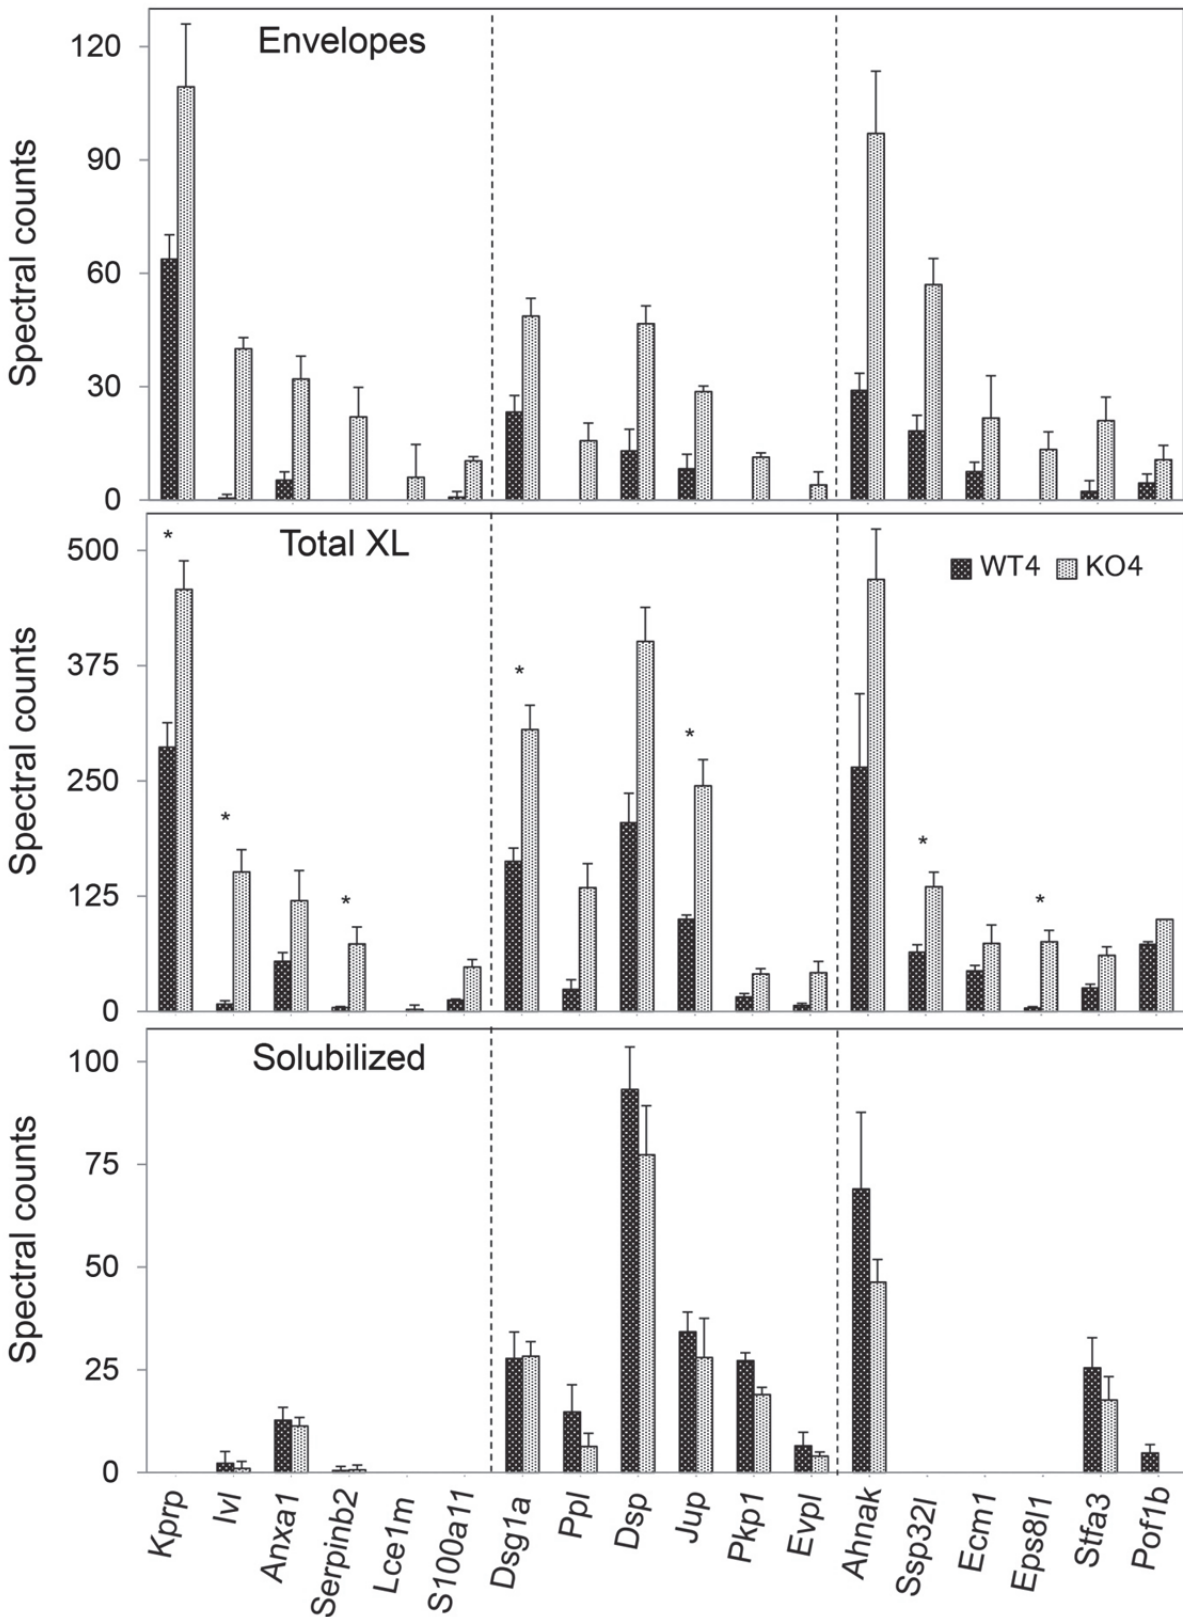 Envelopes
Spectral counts
120
90
60
30
0
Total XL
WT4 KO4
Spectral counts
500
375
250
125
0
* * * * * * *
Solubilized
Spectral counts
100
75
50
25
0
Kprp Ivl Anxa1 Serpinb2 Lce1m S100a11 Dsg1a Ppl Dsp Jup Pkp1 Evpl Ahnak Ssp32l Ecm1 Eps8l1 Stfa3 Pof1b